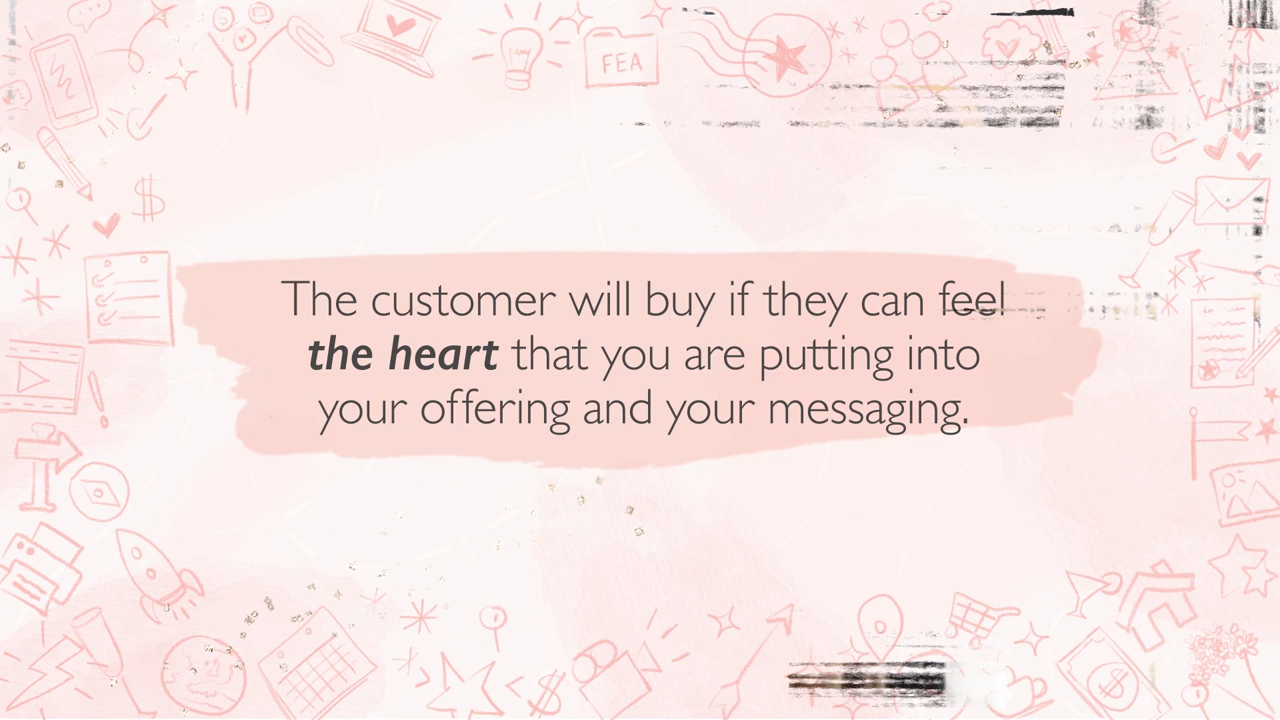 FEA
The customer will buy if they can feel
the heart that you are putting into
your offering and your messaging.